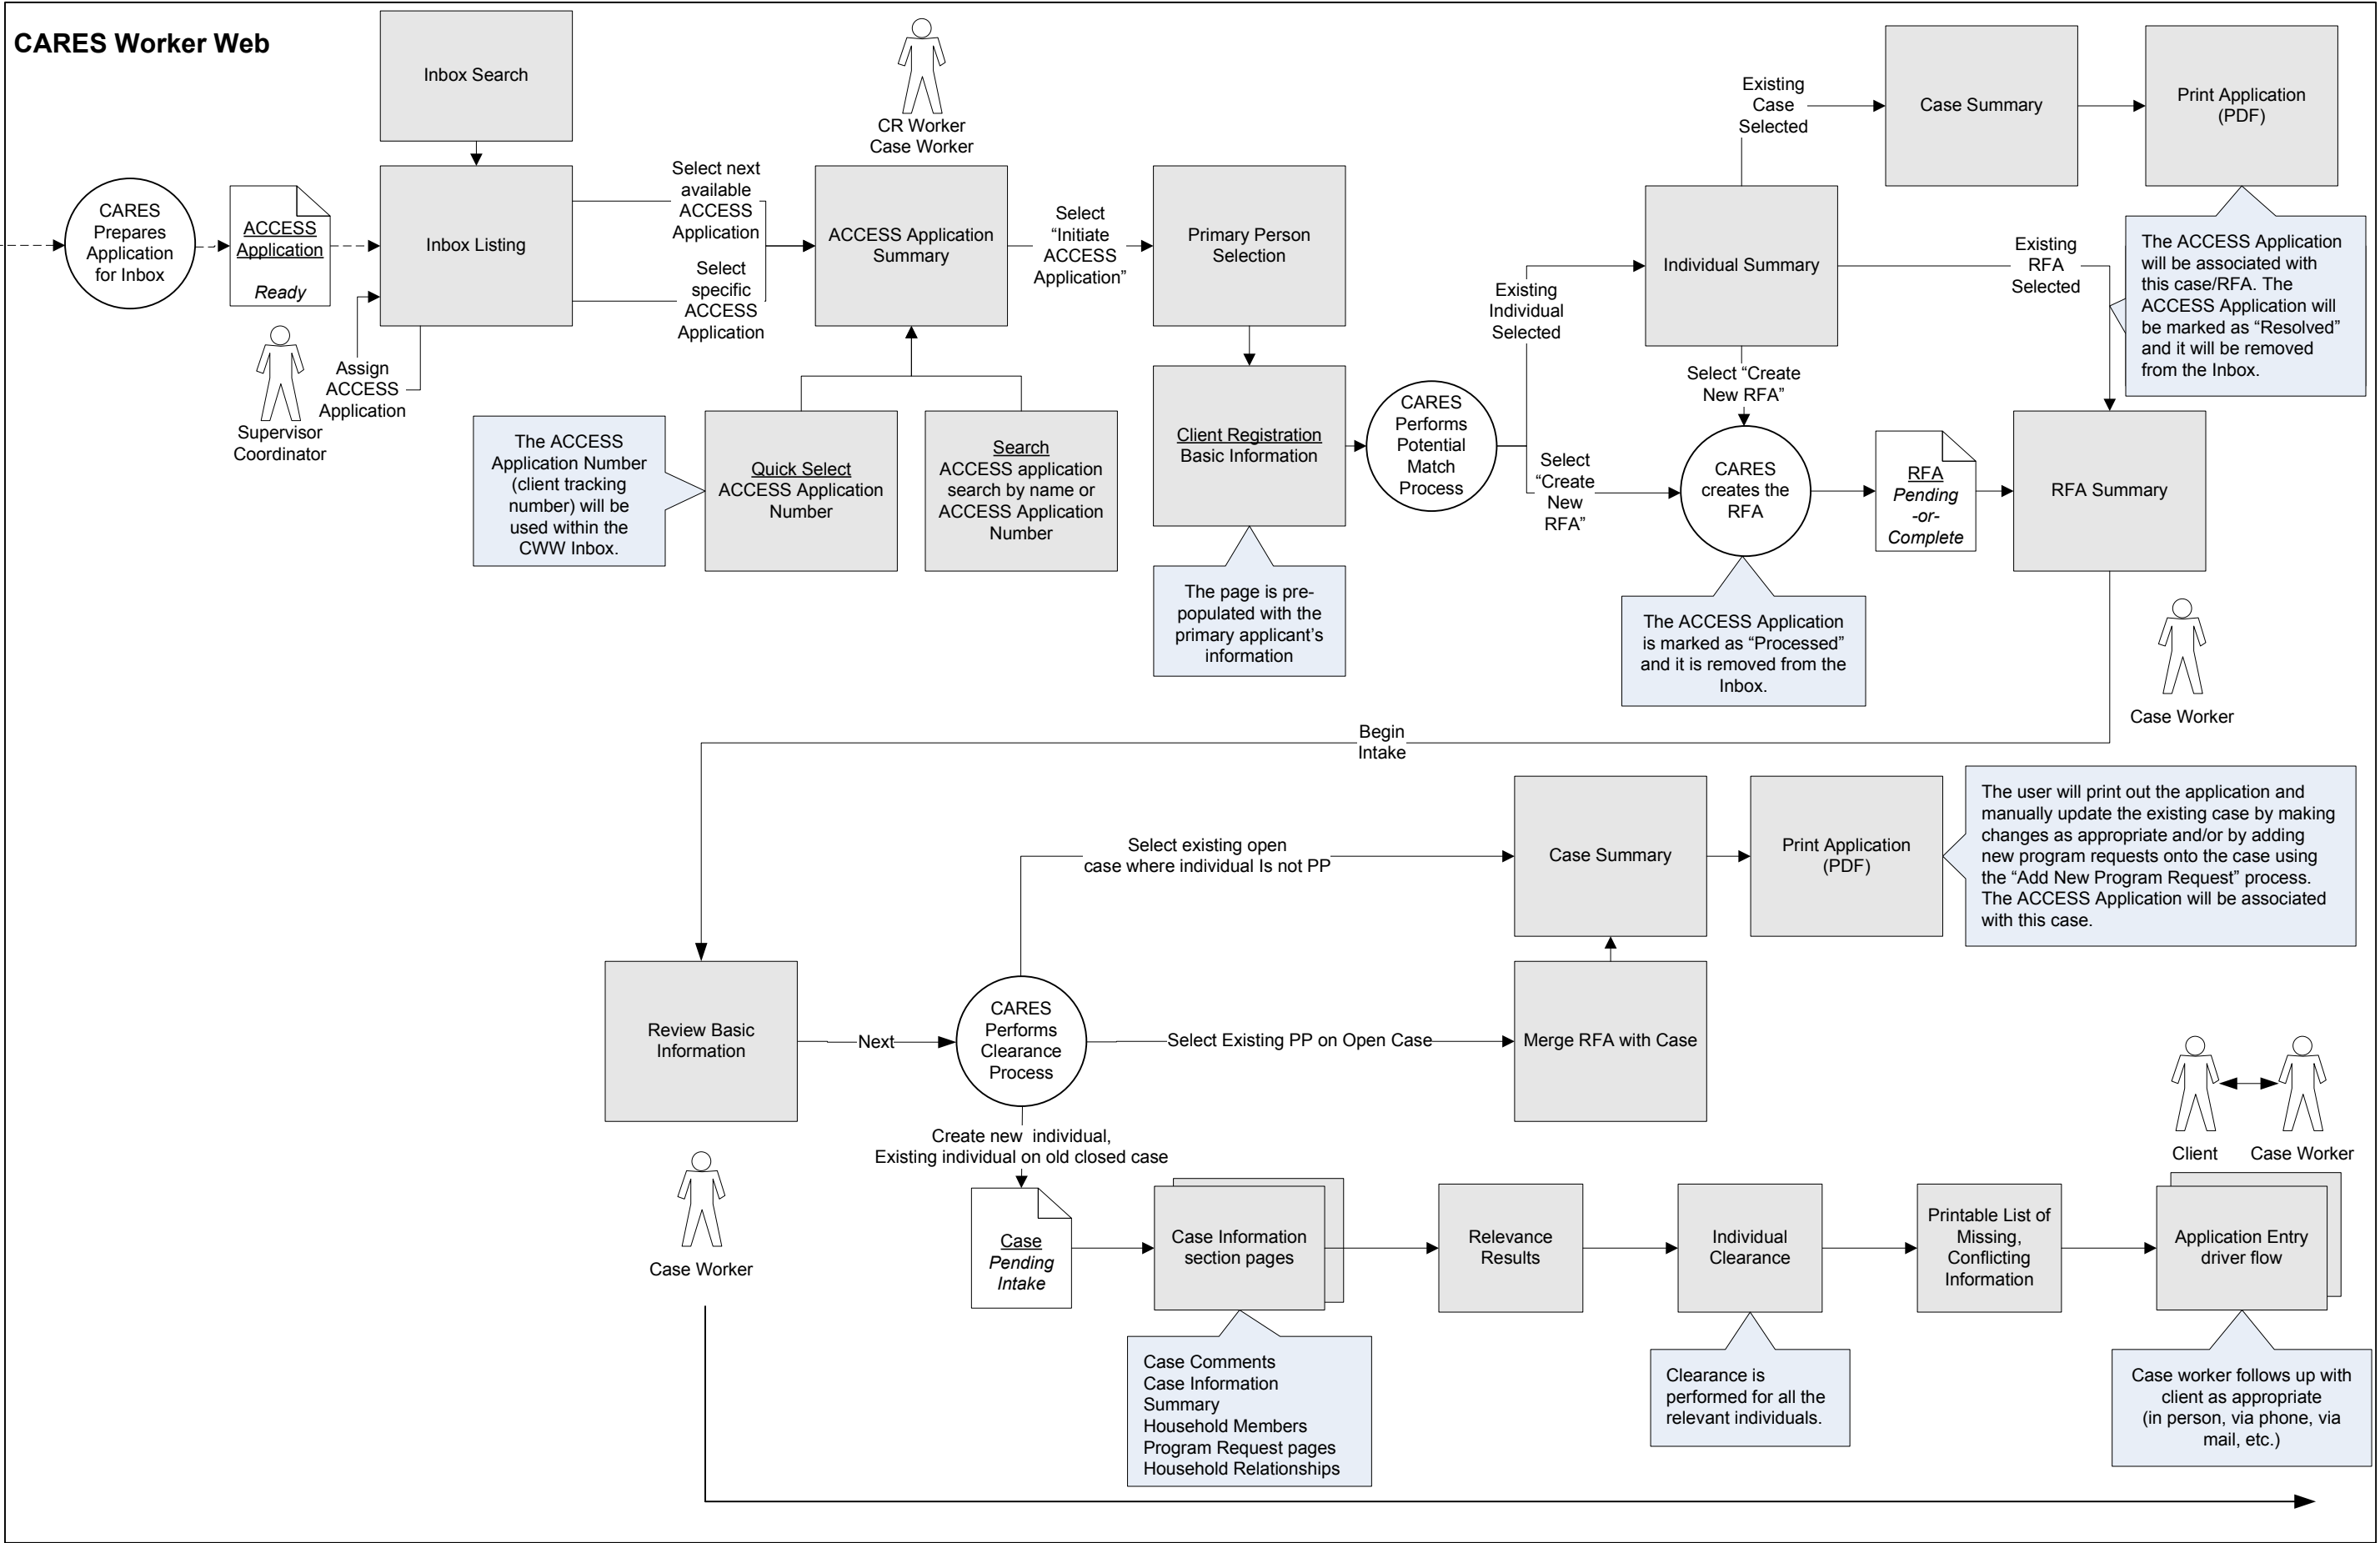 CARES Worker Web
Inbox Search
CR Worker
Case Worker
Existing
Case
Selected
Case Summary
Print Application
(PDF)
CARES
Prepares
Application
for Inbox
ACCESS
Application
Ready
Inbox Listing
Select next
available
ACCESS
Application
Select
specific
ACCESS
Application
ACCESS Application
Summary
Select
“Initiate
ACCESS
Application”
Primary Person
Selection
Existing
Individual
Selected
Individual Summary
Existing
RFA
Selected
The ACCESS Application
will be associated with
this case/RFA. The
ACCESS Application will
be marked as “Resolved”
and it will be removed
from the Inbox.
Supervisor
Coordinator
Assign
ACCESS
Application
The ACCESS
Application Number
(client tracking
number) will be
used within the
CWW Inbox.
Quick Select
ACCESS Application
Number
Search
ACCESS application
search by name or
ACCESS Application
Number
Client Registration
Basic Information
The page is pre-
populated with the
primary applicant’s
information
CARES
Performs
Potential
Match
Process
Select
“Create
New
RFA”
Select “Create
New RFA”
CARES
creates the
RFA
The ACCESS Application
is marked as “Processed”
and it is removed from the
Inbox.
RFA
Pending
-or-
Complete
RFA Summary
Case Worker
Begin
Intake
Select existing open
case where individual Is not PP
Case Summary
Print Application
(PDF)
The user will print out the application and
manually update the existing case by making
changes as appropriate and/or by adding
new program requests onto the case using
the “Add New Program Request” process.
The ACCESS Application will be associated
with this case.
Review Basic
Information
Next
CARES
Performs
Clearance
Process
Select Existing PP on Open Case
Merge RFA with Case
Create new  individual,
Existing individual on old closed case
Case Worker
Client
Case Worker
Case
Pending
Intake
Case Information
section pages
Relevance
Results
Individual
Clearance
Printable List of
Missing,
Conflicting
Information
Application Entry
driver flow
Case Comments
Case Information
Summary
Household Members
Program Request pages
Household Relationships
Clearance is
performed for all the
relevant individuals.
Case worker follows up with
client as appropriate
(in person, via phone, via
mail, etc.)